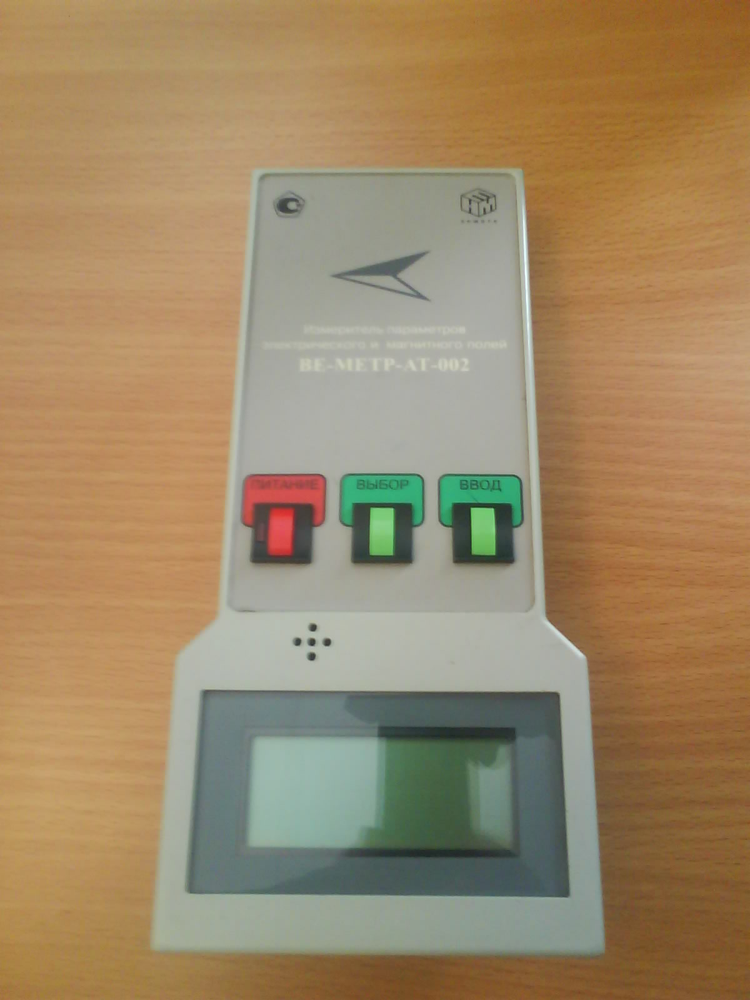 Измеритель параметров
электрического и магнитного полей
ВЕ-МЕТР-АТ-002
ПИТАНИЕ
ВЫБОР
ВВОД